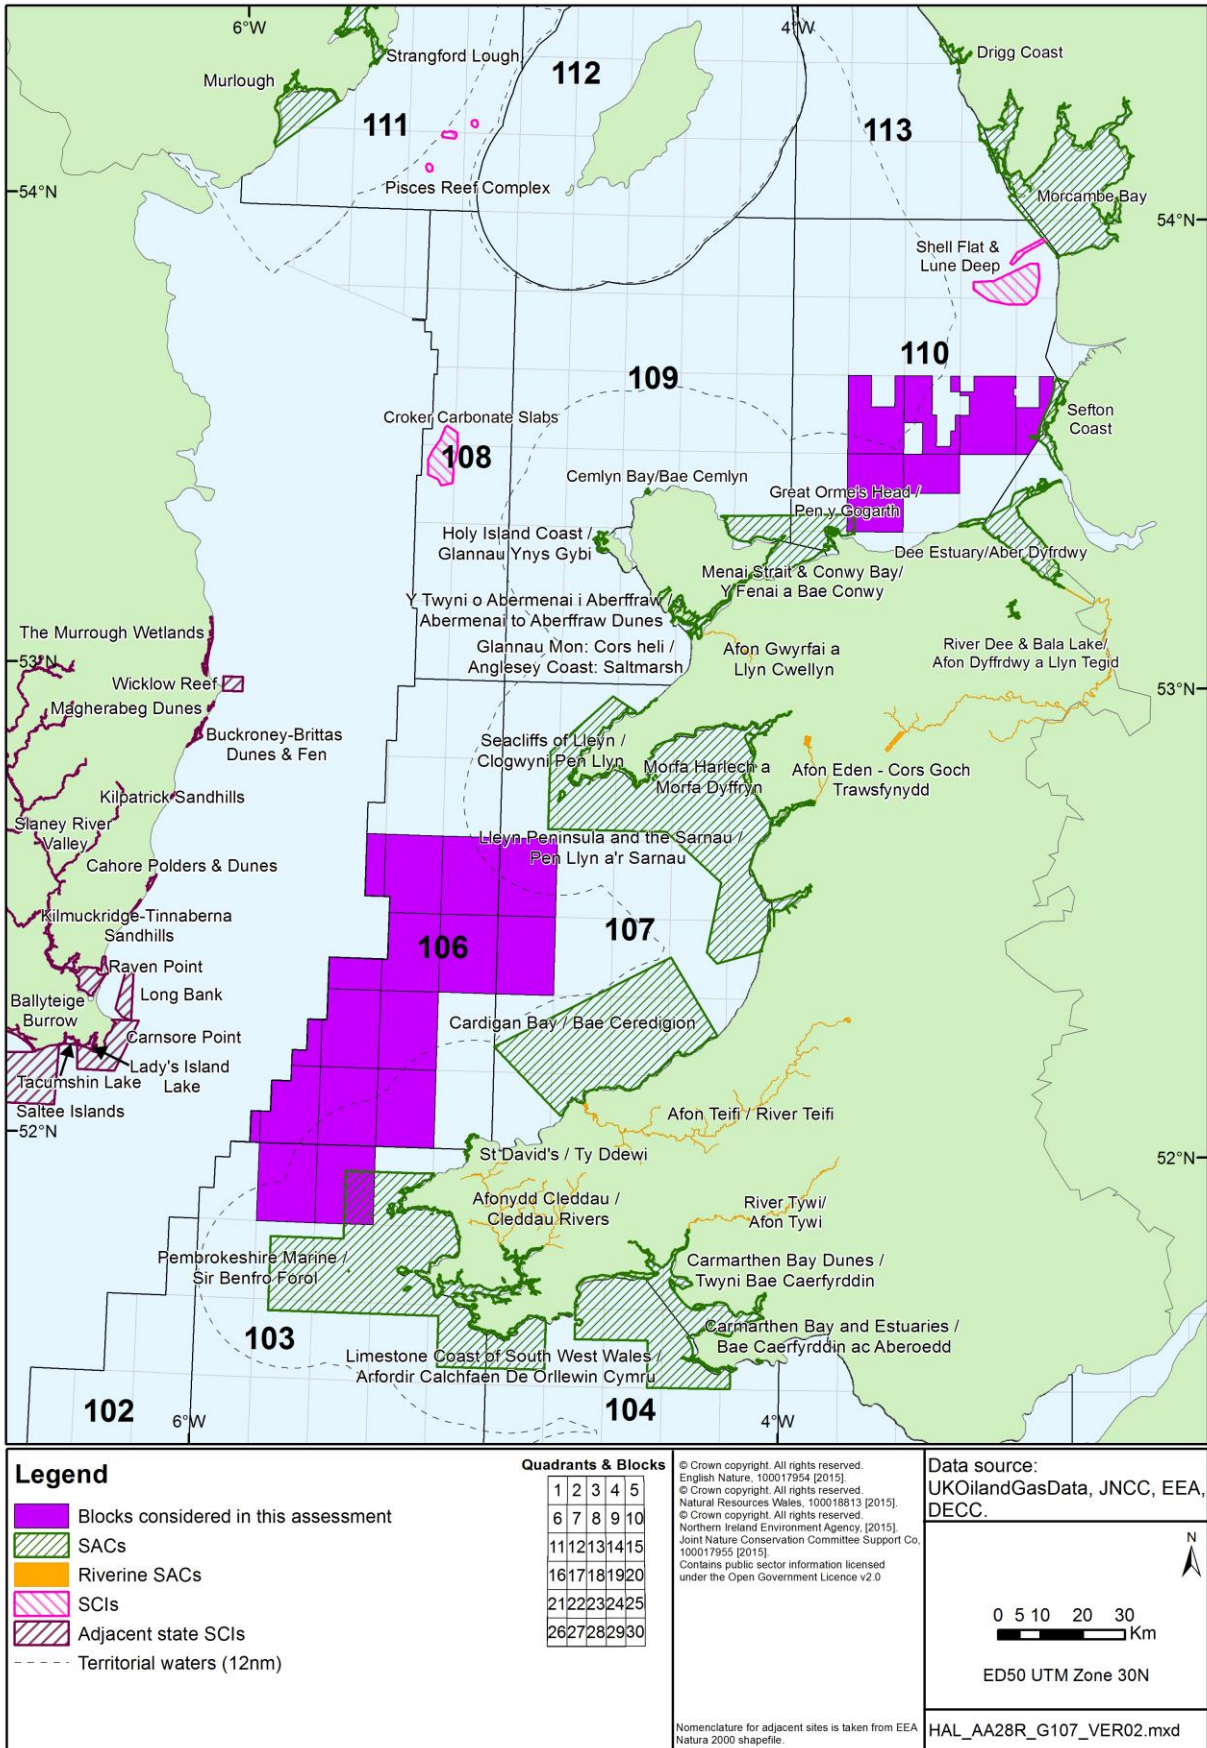 6°W
4°W
Strangford Lough
Drigg Coast
Murlough
112
111
113
Pisces Reef Complex
54°N
Morcambe Bay
54°N
Shell Flat &
Lune Deep
110
109
Croker Carbonate Slabs
Sefton
Coast
108
Cemlyn Bay/Bae Cemlyn
Great Orme's Head /
Pen y Gogarth
Holy Island Coast /
Glannau Ynys Gybi
Dee Estuary/Aber Dyfrdwy
Menai Strait & Conwy Bay/
Y Fenai a Bae Conwy
Y Twyni o Abermenai i Aberffraw /
Abermenai to Aberffraw Dunes
The Murrough Wetlands
Glannau Mon: Cors heli /
Anglesey Coast: Saltmarsh
Afon Gwyrfai a
Llyn Cwellyn
River Dee & Bala Lake/
Afon Dyffrdwy a Llyn Tegid
53°N
53°N
Wicklow Reef
Magherabeg Dunes
Buckroney-Brittas
Dunes & Fen
Seacliffs of Lleyn /
Clogwyni Pen Llyn
Morfa Harlech a
Morfa Dyffryn
Afon Eden - Cors Goch
Trawsfynydd
Kilpatrick Sandhills
Slaney River
Valley
Lleyn Peninsula and the Sarnau /
Pen Llyn a'r Sarnau
Cahore Polders & Dunes
Kilmuckridge-Tinnaberna
Sandhills
107
106
Raven Point
Ballyteige
Burrow
Long Bank
Cardigan Bay / Bae Ceredigion
Carnsore Point
Lady's Island
Lake
Tacumshin Lake
Saltee Islands
52°N
Afon Teifi / River Teifi
52°N
St David's / Ty Ddewi
Afonydd Cleddau /
Cleddau Rivers
River Tywi/
Afon Tywi
Pembrokeshire Marine /
Sir Benfro Forol
Carmarthen Bay Dunes /
Twyni Bae Caerfyrddin
103
Carmarthen Bay and Estuaries /
Bae Caerfyrddin ac Aberoedd
Limestone Coast of South West Wales /
Arfordir Calchfaen De Orllewin Cymru
102
6°W
104
4°W
Legend
Blocks considered in this assessment
SACs
Riverine SACs
SCIs
Adjacent state SCIs
Territorial waters (12nm)
Quadrants & Blocks
1 2 3 4 5
6 7 8 9 10
11 12 13 14 15
16 17 18 19 20
21 22 23 24 25
26 27 28 29 30
© Crown copyright. All rights reserved.
English Nature, 100017954 [2015].
© Crown copyright. All rights reserved.
Natural Resources Wales, 100018813 [2015].
© Crown copyright. All rights reserved.
Northern Ireland Environment Agency, [2015].
Joint Nature Conservation Committee Support Co,
100017955 [2015].
Contains public sector information licensed
under the Open Government Licence v2.0
Nomenclature for adjacent sites is taken from EEA
Natura 2000 shapefile.
Data source:
UKOilandGasData, JNCC, EEA,
DECC.
N
0 5 10 20 30
Km
ED50 UTM Zone 30N
HAL_AA28R_G107_VER02.mxd